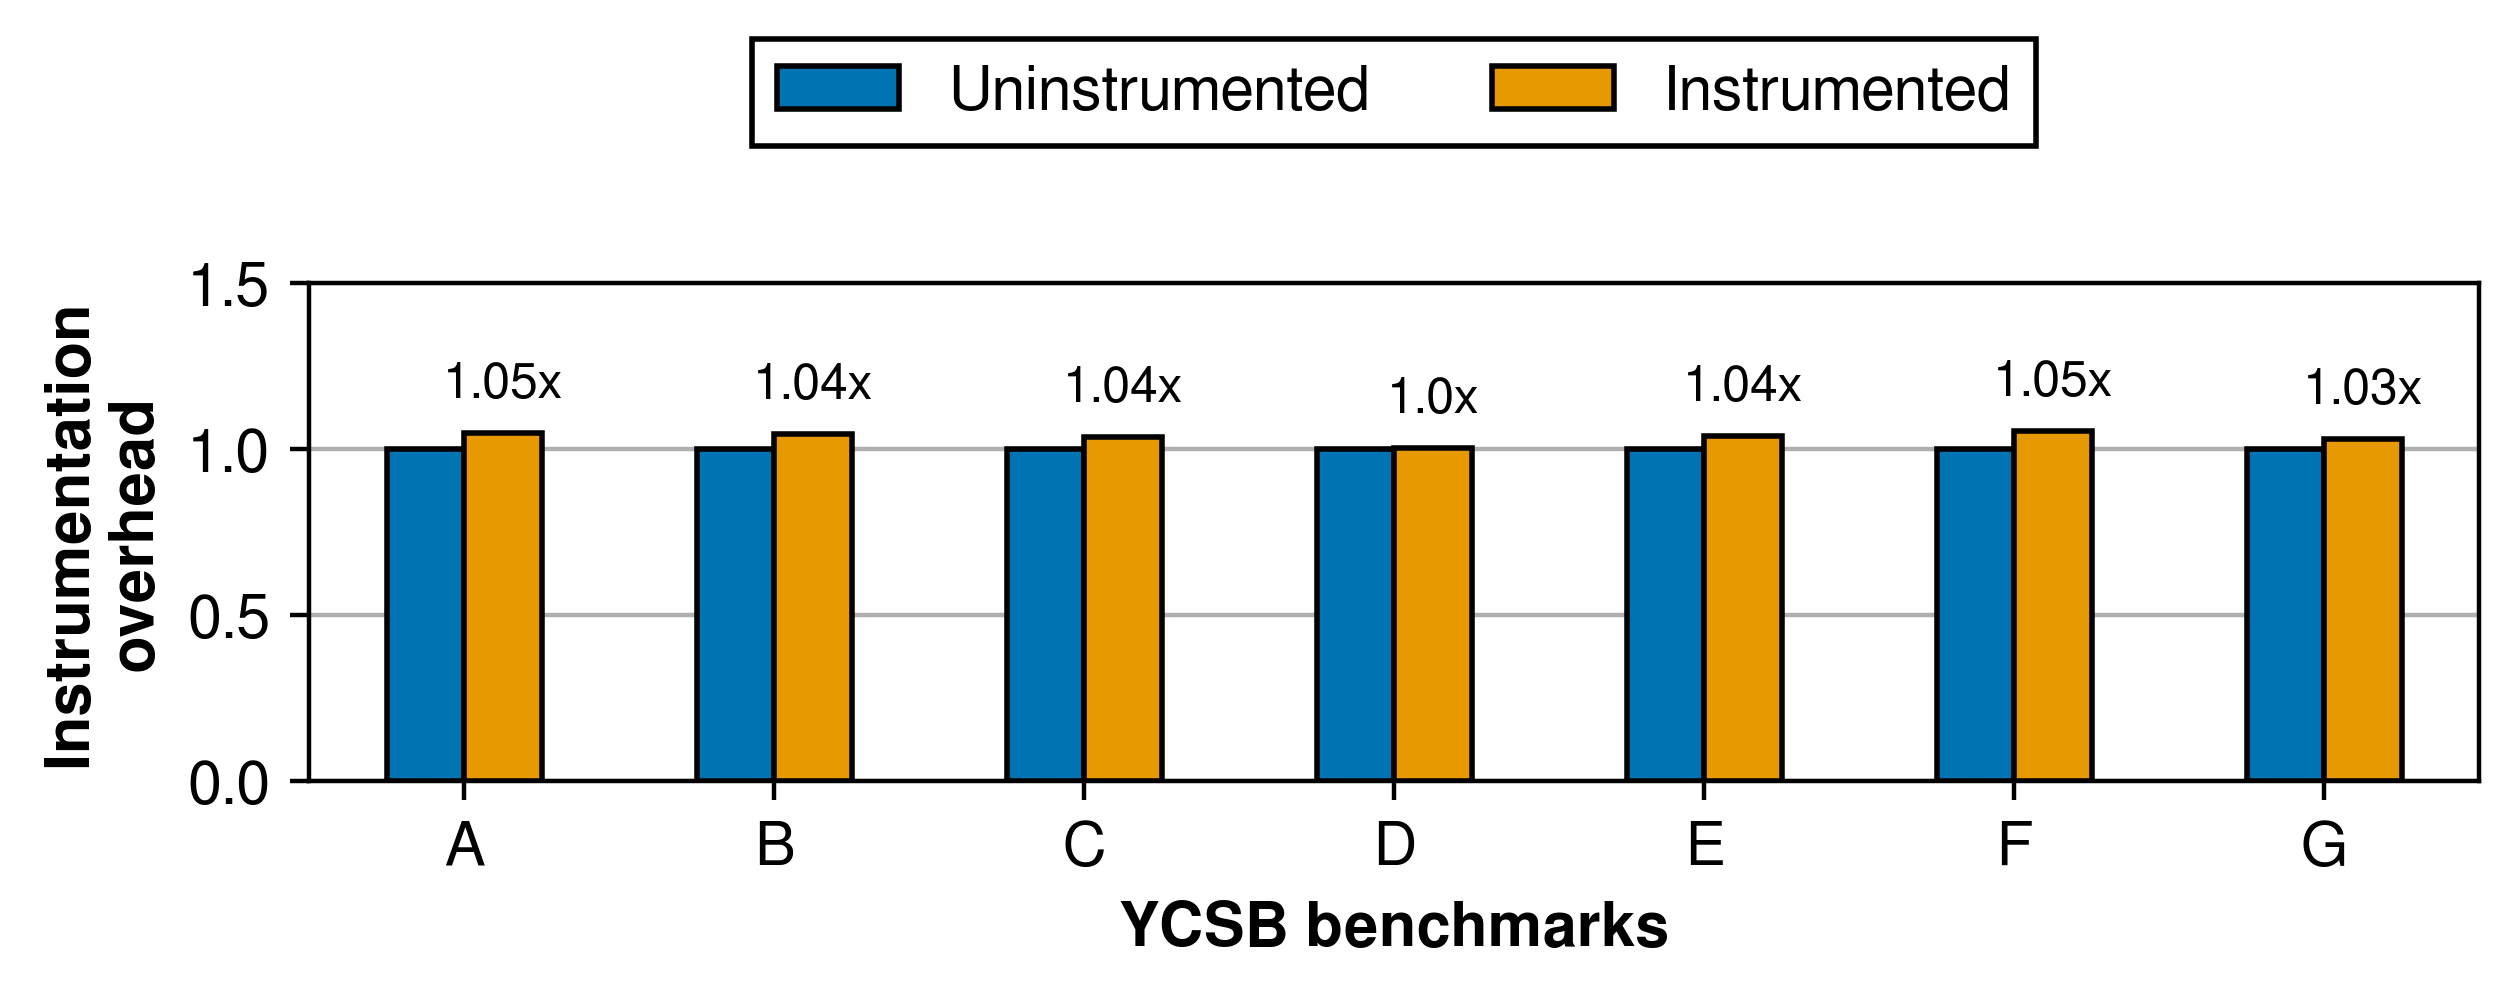 Uninstrumented Instrumented
Instrumentation
overhead
1.5
1.0
0.5
0.0
1.05x 1.04x 1.04x 1.0x 1.04x 1.05x 1.03x
A B C D E F G
YCSB benchmarks